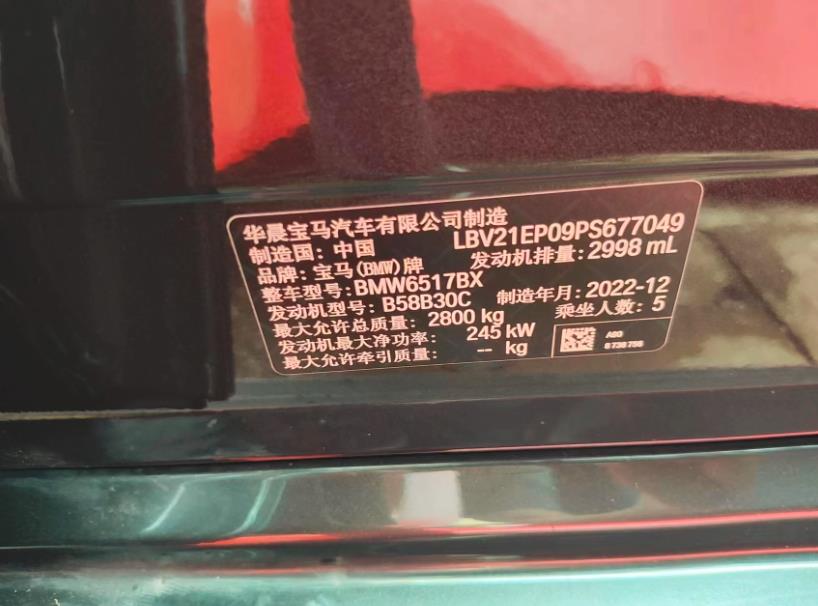 华晨宝马汽车有限公司制造
制造国: 中国 LBV21EP09PS677049
品牌: 宝马(BMW)牌 发动机排量: 2998 mL
整车型号: BMW6517BX
发动机型号: B58B30C 制造年月: 2022-12
最大允许总质量: 2800 kg 乘坐人数: 5
发动机最大净功率: 245 kW
最大允许牵引质量: -- kg